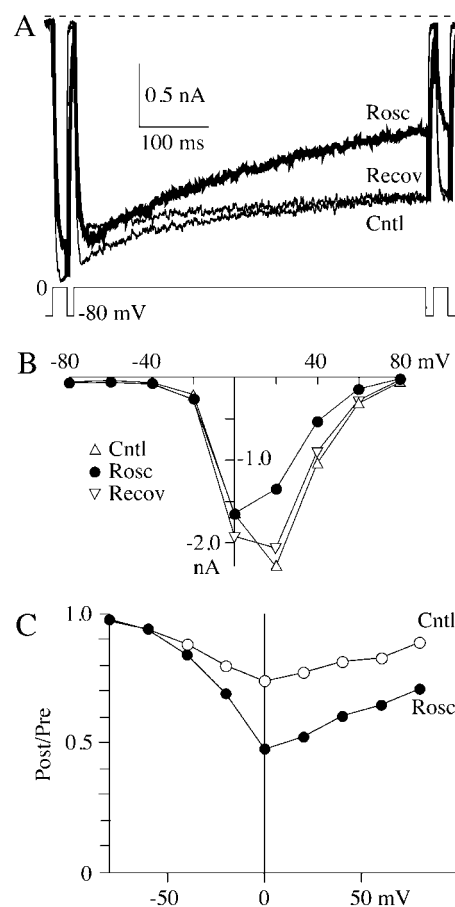 A
0.5 nA
100 ms
Rosc
Recov
Cntl
0
-80 mV
B
-80 -40 40 80 mV
Cntl
Rosc
Recov
-1.0
-2.0
nA
C
1.0
Cntl
Rosc
Post/Pre
0.5
0
-50 0 50 mV